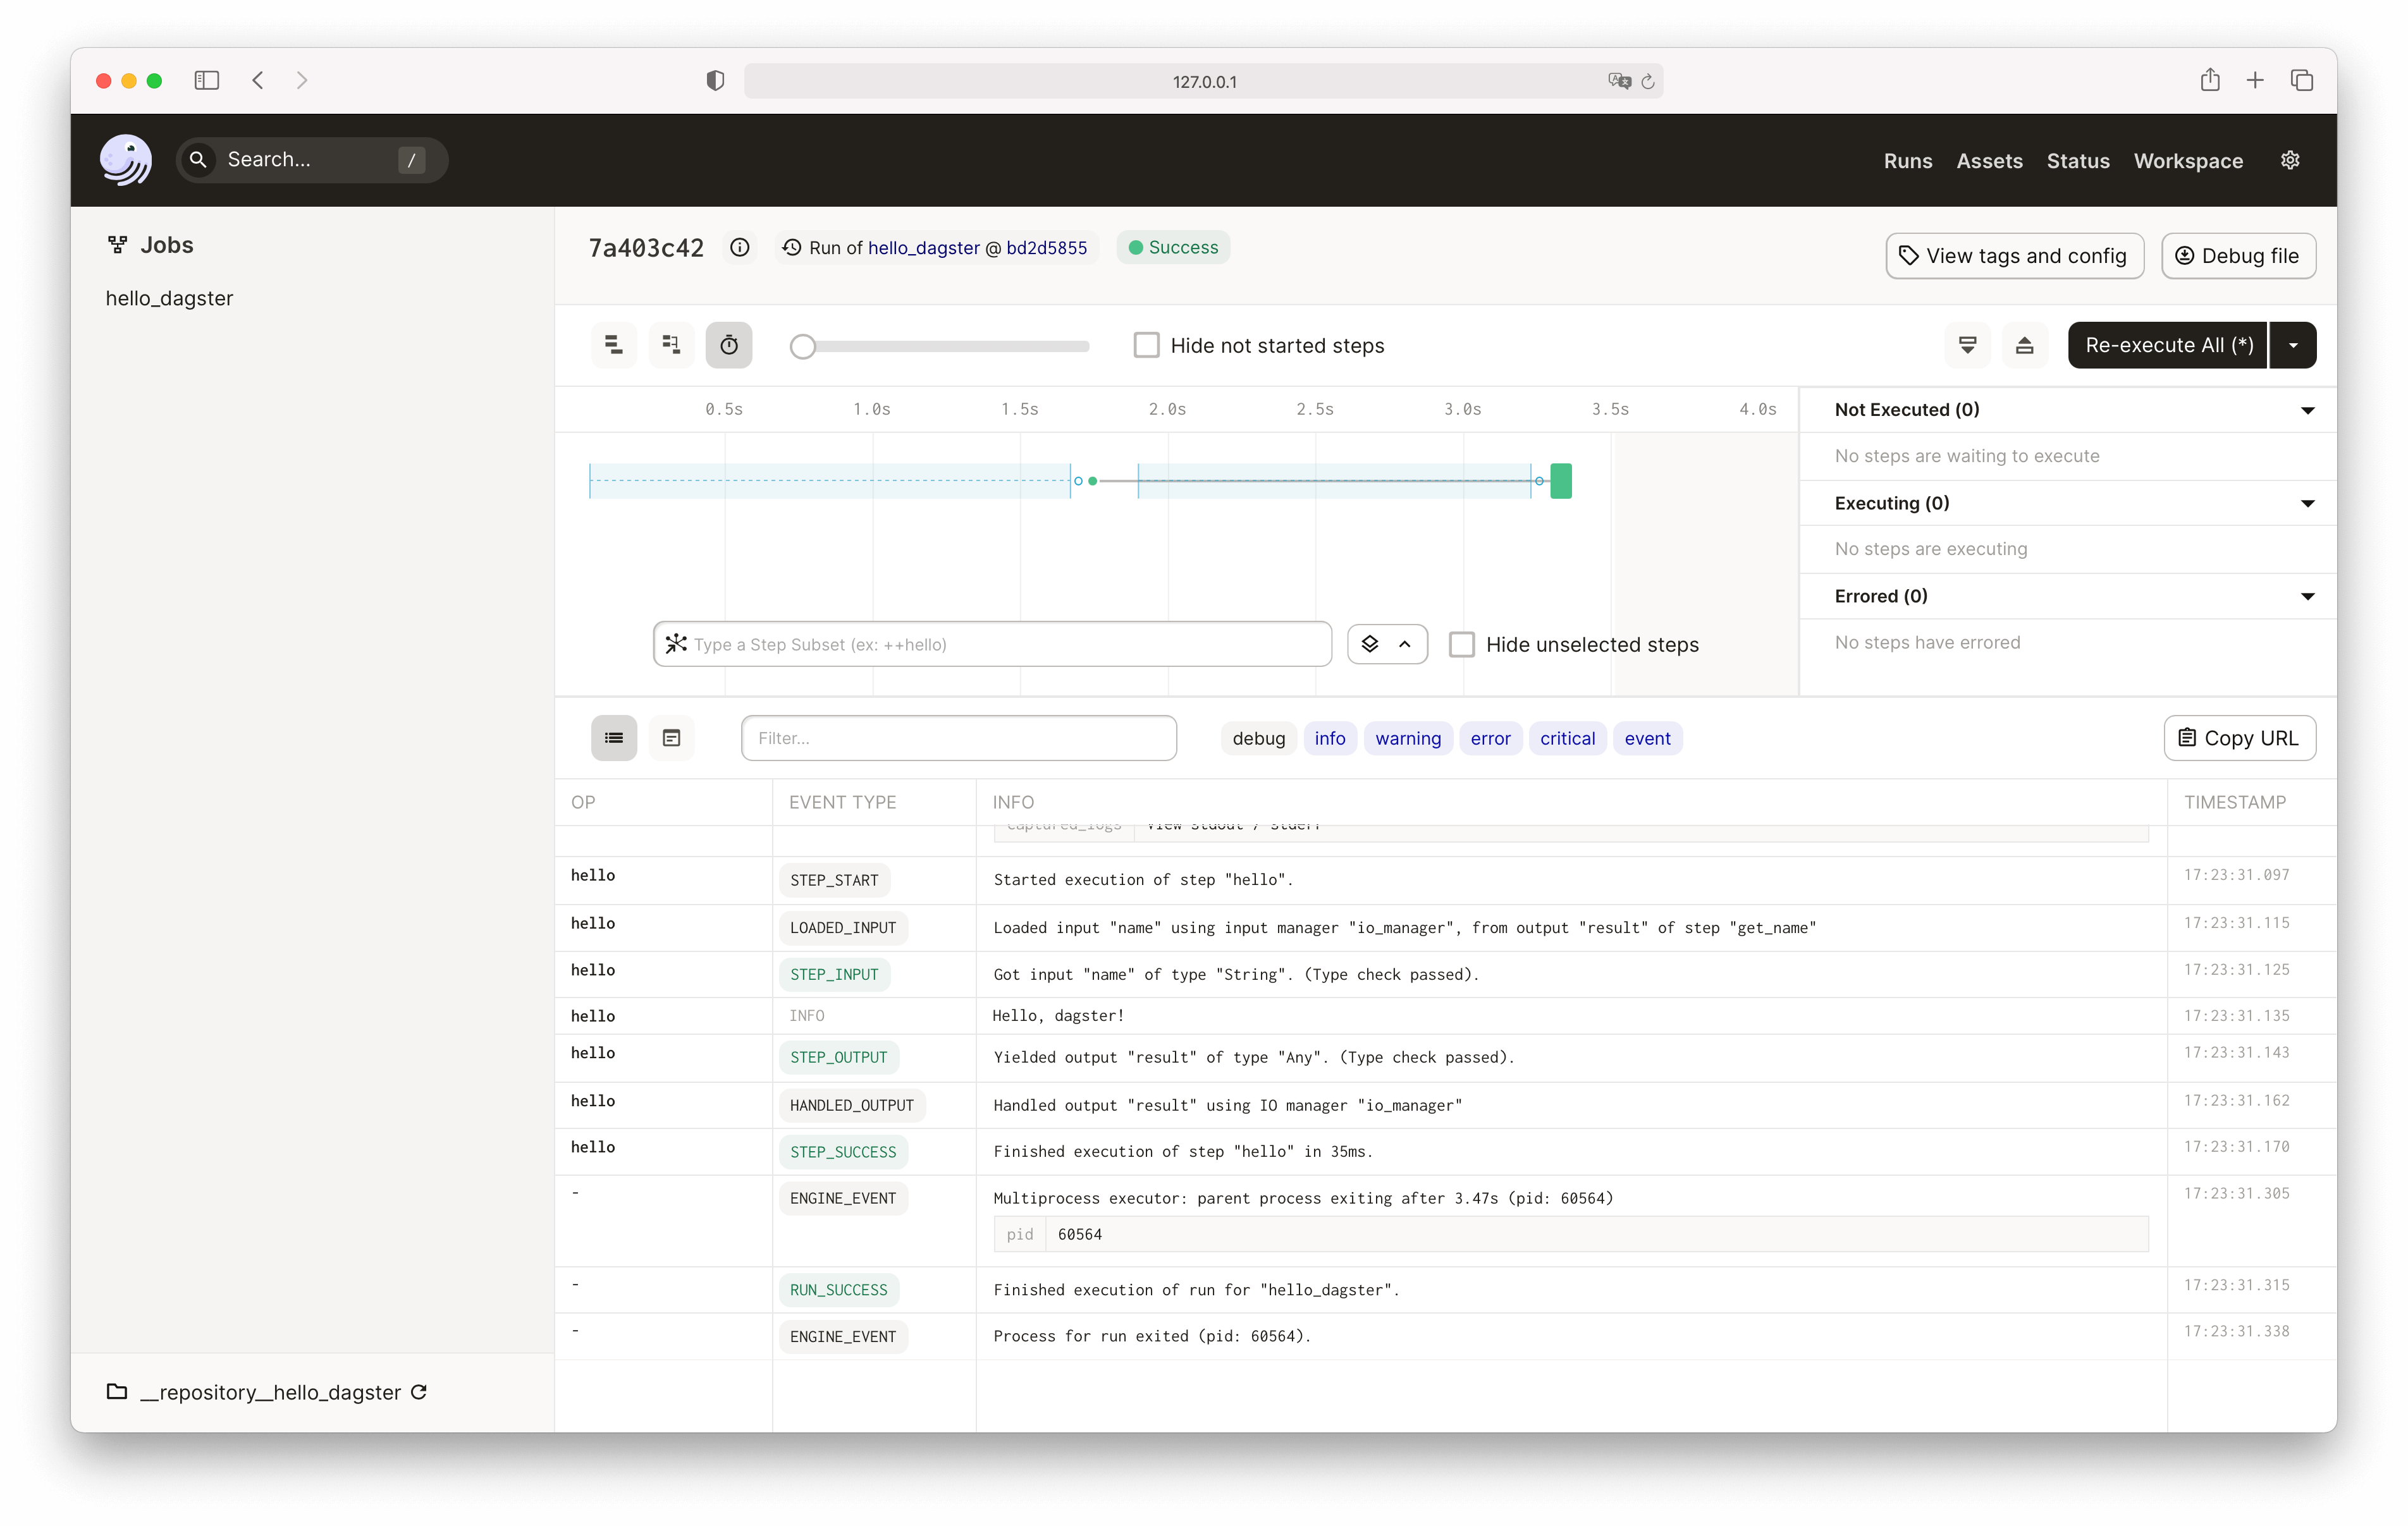 127.0.0.1
Search... /
Runs Assets Status Workspace
Jobs
hello_dagster
7a403c42 Run of hello_dagster @ bd2d5855 Success
View tags and config Debug file
Hide not started steps
Re-execute All (*)
0.5s 1.0s 1.5s 2.0s 2.5s 3.0s 3.5s 4.0s
Not Executed (0)
No steps are waiting to execute
Executing (0)
No steps are executing
Errored (0)
No steps have errored
Type a Step Subset (ex: ++hello)
Hide unselected steps
Filter...
debug info warning error critical event
Copy URL
OP EVENT TYPE INFO TIMESTAMP
captured_logs View stdout / stderr
hello STEP_START Started execution of step "hello". 17:23:31.097
hello LOADED_INPUT Loaded input "name" using input manager "io_manager", from output "result" of step "get_name" 17:23:31.115
hello STEP_INPUT Got input "name" of type "String". (Type check passed). 17:23:31.125
hello INFO Hello, dagster! 17:23:31.135
hello STEP_OUTPUT Yielded output "result" of type "Any". (Type check passed). 17:23:31.143
hello HANDLED_OUTPUT Handled output "result" using IO manager "io_manager" 17:23:31.162
hello STEP_SUCCESS Finished execution of step "hello" in 35ms. 17:23:31.170
- ENGINE_EVENT Multiprocess executor: parent process exiting after 3.47s (pid: 60564) 17:23:31.305
pid 60564
- RUN_SUCCESS Finished execution of run for "hello_dagster". 17:23:31.315
- ENGINE_EVENT Process for run exited (pid: 60564). 17:23:31.338
__repository__hello_dagster